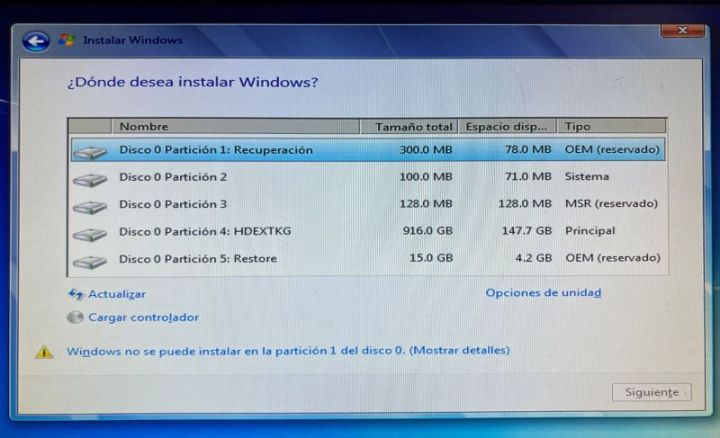 Instalar Windows
¿Dónde desea instalar Windows?
Nombre Tamaño total Espacio disp... Tipo
Disco 0 Partición 1: Recuperación 300.0 MB 78.0 MB OEM (reservado)
Disco 0 Partición 2 100.0 MB 71.0 MB Sistema
Disco 0 Partición 3 128.0 MB 128.0 MB MSR (reservado)
Disco 0 Partición 4: HDEXTKG 916.0 GB 147.7 GB Principal
Disco 0 Partición 5: Restore 15.0 GB 4.2 GB OEM (reservado)
Actualizar Opciones de unidad
Cargar controlador
Windows no se puede instalar en la partición 1 del disco 0. (Mostrar detalles)
Siguiente